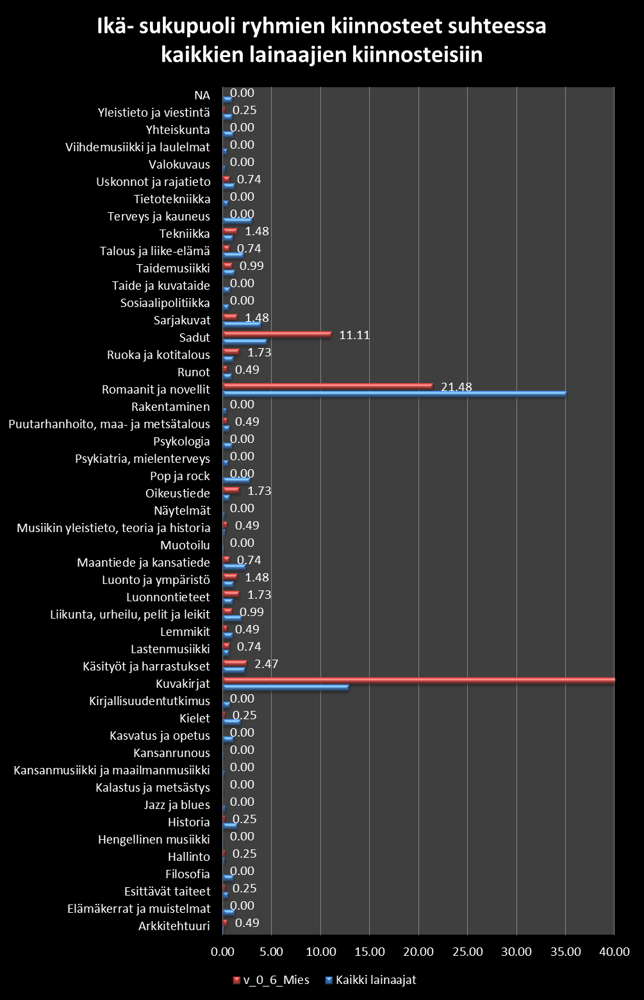 Ikä- sukupuoli ryhmien kiinnosteet suhteessa
kaikkien lainaajien kiinnosteisiin
NA 0.00
Yleistieto ja viestintä 0.25
Yhteiskunta 0.00
Viihdemusiikki ja laulelmat 0.00
Valokuvaus 0.00
Uskonnot ja rajatieto 0.74
Tietotekniikka 0.00
Terveys ja kauneus 0.00
Tekniikka 1.48
Talous ja liike-elämä 0.74
Taidemusiikki 0.99
Taide ja kuvataide 0.00
Sosiaalipolitiikka 0.00
Sarjakuvat 1.48
Sadut 11.11
Ruoka ja kotitalous 1.73
Runot 0.49
Romaanit ja novellit 21.48
Rakentaminen 0.00
Puutarhanhoito, maa- ja metsätalous 0.49
Psykologia 0.00
Psykiatria, mielenterveys 0.00
Pop ja rock 0.00
Oikeustiede 1.73
Näytelmät 0.00
Musiikin yleistieto, teoria ja historia 0.49
Muotoilu 0.00
Maantiede ja kansatiede 0.74
Luonto ja ympäristö 1.48
Luonnontieteet 1.73
Liikunta, urheilu, pelit ja leikit 0.99
Lemmikit 0.49
Lastenmusiikki 0.74
Käsityöt ja harrastukset 2.47
Kuvakirjat
Kirjallisuudentutkimus 0.00
Kielet 0.25
Kasvatus ja opetus 0.00
Kansanrunous 0.00
Kansanmusiikki ja maailmanmusiikki 0.00
Kalastus ja metsästys 0.00
Jazz ja blues 0.00
Historia 0.25
Hengellinen musiikki 0.00
Hallinto 0.25
Filosofia 0.00
Esittävät taiteet 0.25
Elämäkerrat ja muistelmat 0.00
Arkkitehtuuri 0.49
0.00 5.00 10.00 15.00 20.00 25.00 30.00 35.00 40.00
v_0_6_Mies Kaikki lainaajat